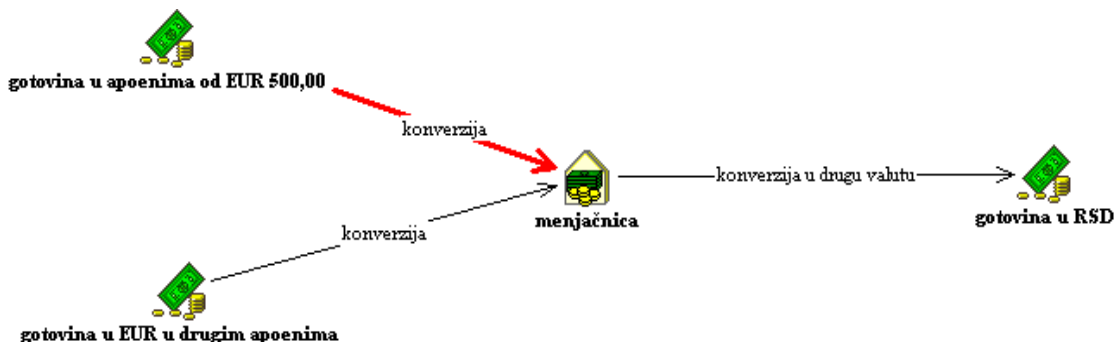 gotovina u apoenima od EUR 500,00
konverzija
konverzija u drugu valutu
menjačnica
gotovina u RSD
konverzija
gotovina u EUR u drugim apoenima